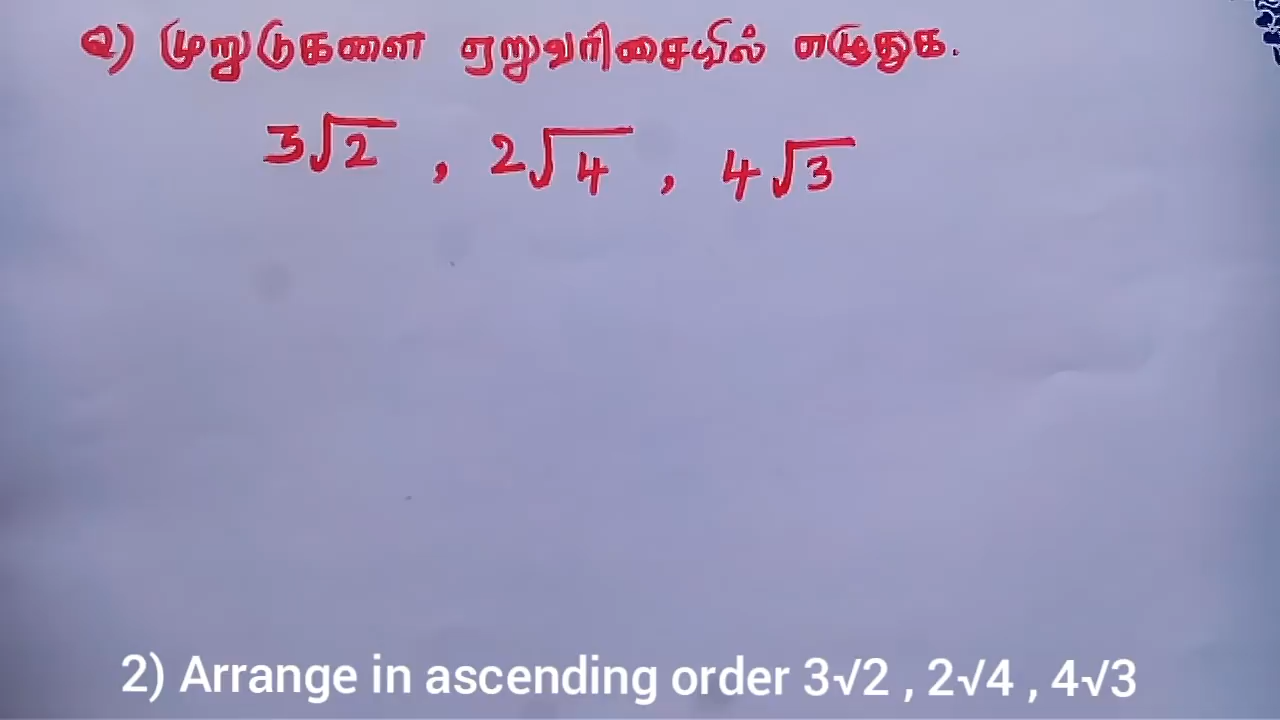 2) முறுடுகளை ஏறுவரிசையில் எழுதுக.
3√2 , 2√4 , 4√3
2) Arrange in ascending order 3√2 , 2√4 , 4√3